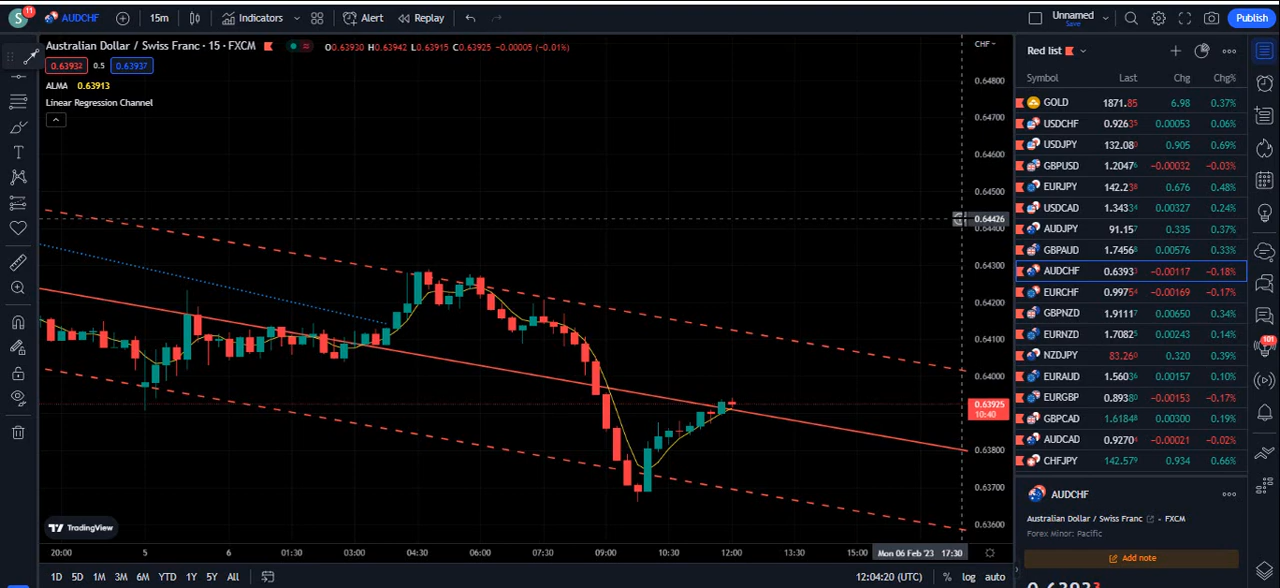 S 11 AUDCHF 15m Indicators Alert Replay Unnamed Save Publish
Australian Dollar / Swiss Franc · 15 · FXCM O0.63930 H0.63942 L0.63915 C0.63925 −0.00005 (−0.01%)
0.63932 0.5 0.63937
ALMA 0.63913
Linear Regression Channel
CHF
0.64800
0.64700
0.64600
0.64500
0.64426
0.64400
0.64300
0.64200
0.64100
0.64000
0.63925
10:40
0.63800
0.63700
0.63600
TradingView
20:00 5 6 01:30 03:00 04:30 06:00 07:30 09:00 10:30 12:00 13:30 15:00 Mon 06 Feb '23 17:30
1D 5D 1M 3M 6M YTD 1Y 5Y All 12:04:20 (UTC) % log auto
Red list
Symbol Last Chg Chg%
GOLD 1871.85 6.98 0.37%
USDCHF 0.92635 0.00053 0.06%
USDJPY 132.080 0.905 0.69%
GBPUSD 1.20476 −0.00032 −0.03%
EURJPY 142.238 0.676 0.48%
USDCAD 1.34334 0.00327 0.24%
AUDJPY 91.157 0.335 0.37%
GBPAUD 1.74568 0.00576 0.33%
AUDCHF 0.63933 −0.00117 −0.18%
EURCHF 0.99754 −0.00169 −0.17%
GBPNZD 1.91117 0.00650 0.34%
EURNZD 1.70825 0.00243 0.14%
NZDJPY 83.260 0.320 0.39%
EURAUD 1.56036 0.00157 0.10%
EURGBP 0.89380 −0.00153 −0.17%
GBPCAD 1.61848 0.00300 0.19%
AUDCAD 0.92704 −0.00021 −0.02%
CHFJPY 142.579 0.934 0.66%
AUDCHF
Australian Dollar / Swiss Franc · FXCM
Forex Minor: Pacific
Add note
101